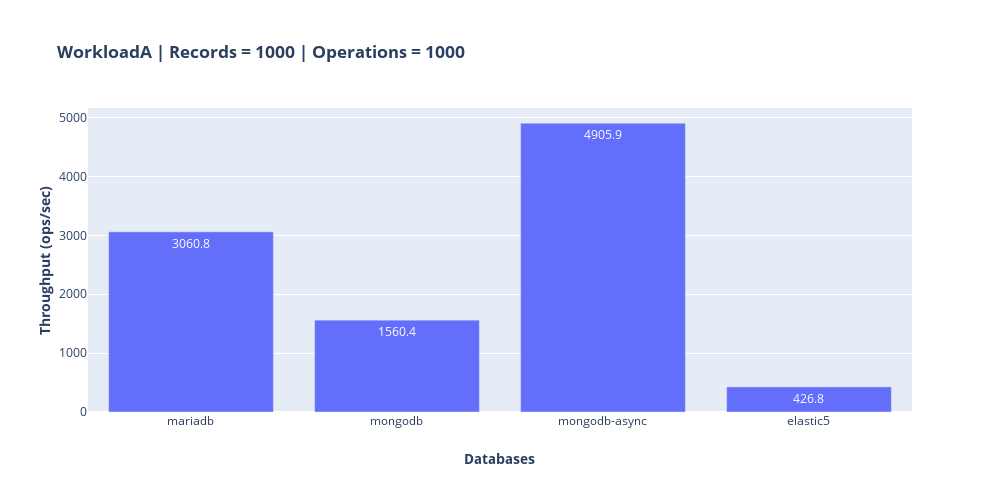 WorkloadA | Records = 1000 | Operations = 1000
Throughput (ops/sec)
5000
4000
3000
2000
1000
0
3060.8
1560.4
4905.9
426.8
mariadb
mongodb
mongodb-async
elastic5
Databases